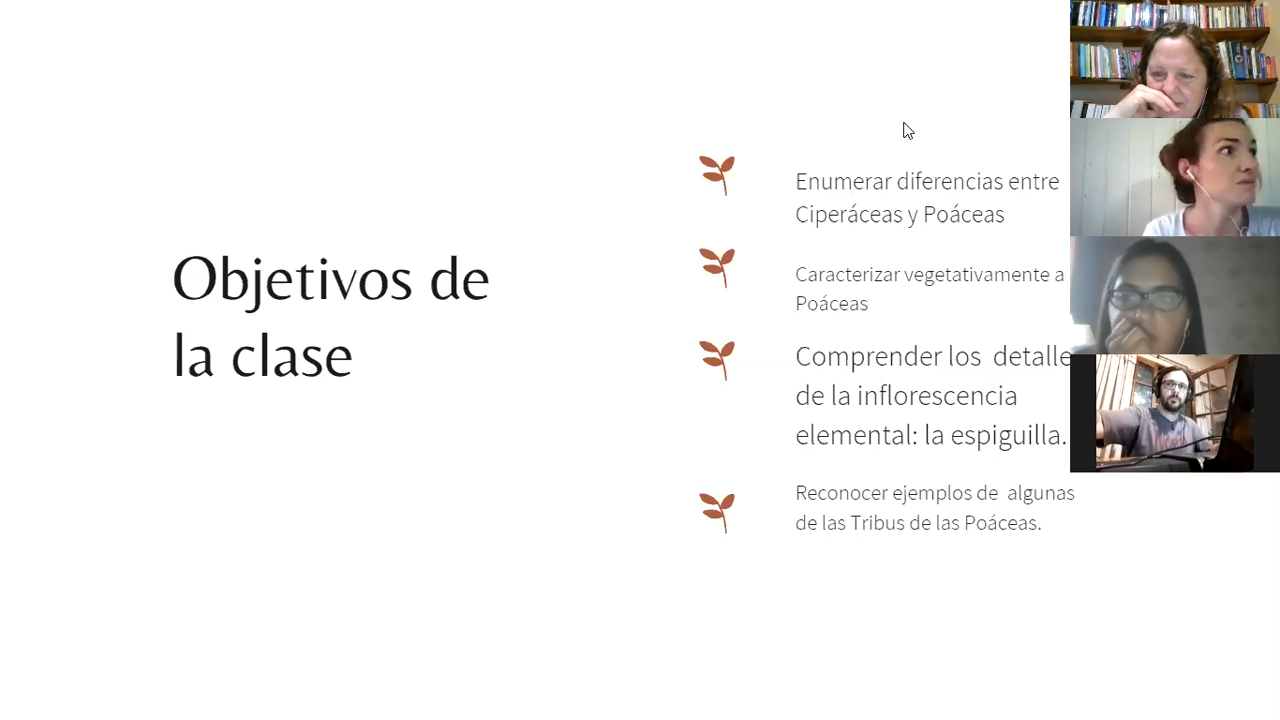 Objetivos de
la clase
Enumerar diferencias entre
Ciperáceas y Poáceas
Caracterizar vegetativamente a
Poáceas
Comprender los detalle
de la inflorescencia
elemental: la espiguilla.
Reconocer ejemplos de algunas
de las Tribus de las Poáceas.